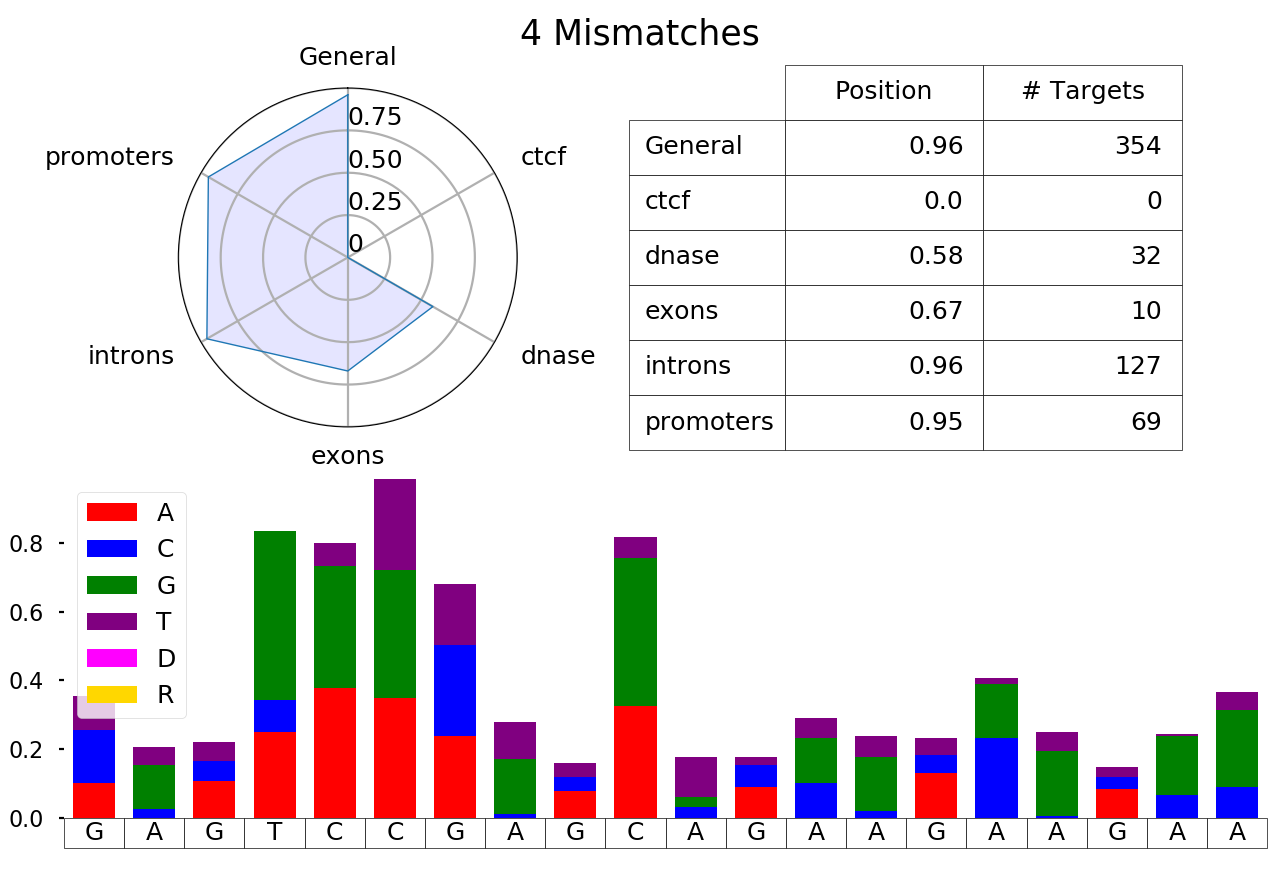 4 Mismatches
General
promoters
ctcf
0.75
0.50
0.25
0
introns
dnase
exons
Position # Targets
General 0.96 354
ctcf 0.0 0
dnase 0.58 32
exons 0.67 10
introns 0.96 127
promoters 0.95 69
A
C
G
T
D
R
0.8
0.6
0.4
0.2
0.0
G A G T C C G A G C A G A A G A A G A A